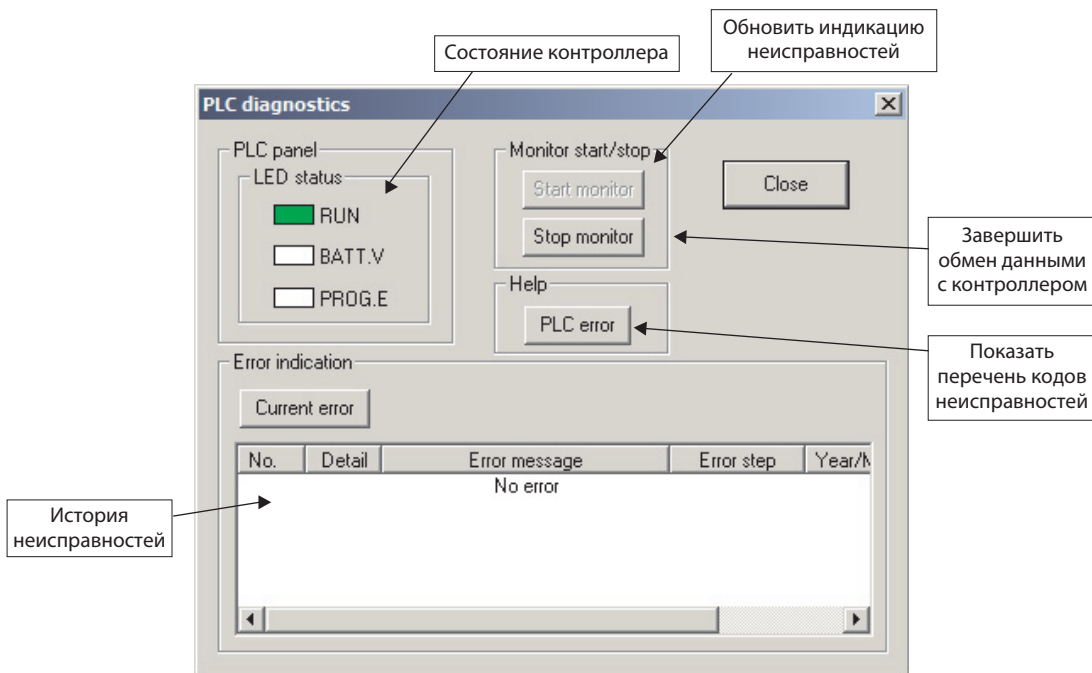 Обновить индикацию
неисправностей
Состояние контроллера
PLC diagnostics
PLC panel
LED status
RUN
BATT.V
PROG.E
Monitor start/stop
Start monitor
Stop monitor
Close
Завершить
обмен данными
с контроллером
Help
PLC error
Показать
перечень кодов
неисправностей
Error indication
Current error
No. Detail Error message Error step Year/M
No error
История
неисправностей